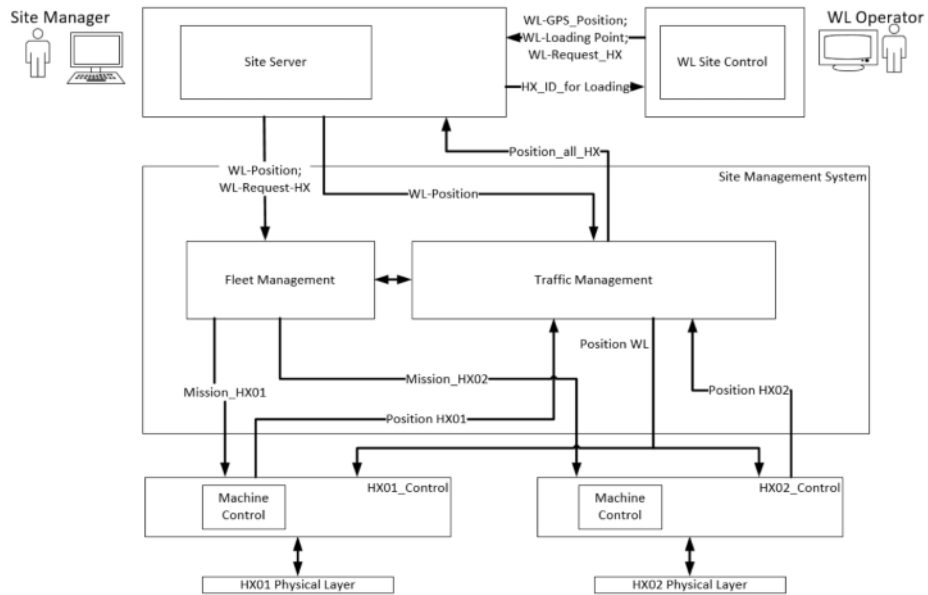 Site Manager
WL Operator
Site Server
WL-GPS_Position;
WL-Loading Point;
WL-Request_HX
HX_ID_for Loading
WL Site Control
Position_all_HX
WL-Position;
WL-Request-HX
WL-Position
Site Management System
Fleet Management
Traffic Management
Position WL
Mission_HX01
Mission_HX02
Position HX01
Position HX02
HX01_Control
Machine
Control
HX02_Control
Machine
Control
HX01 Physical Layer
HX02 Physical Layer